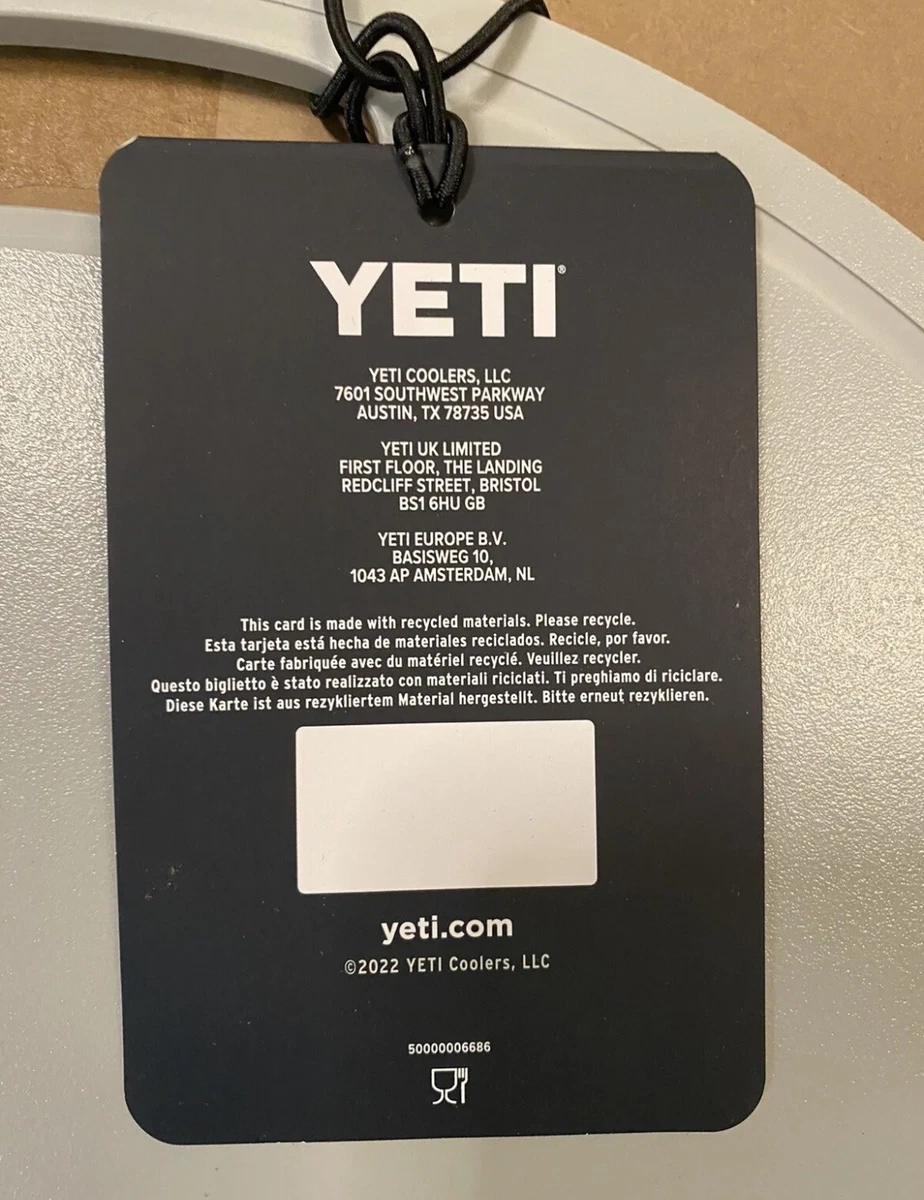 YETI®
YETI COOLERS, LLC
7601 SOUTHWEST PARKWAY
AUSTIN, TX 78735 USA
YETI UK LIMITED
FIRST FLOOR, THE LANDING
REDCLIFF STREET, BRISTOL
BS1 6HU GB
YETI EUROPE B.V.
BASISWEG 10,
1043 AP AMSTERDAM, NL
This card is made with recycled materials. Please recycle.
Esta tarjeta está hecha de materiales reciclados. Recicle, por favor.
Carte fabriquée avec du matériel recyclé. Veuillez recycler.
Questo biglietto è stato realizzato con materiali riciclati. Ti preghiamo di riciclare.
Diese Karte ist aus rezykliertem Material hergestellt. Bitte erneut rezyklieren.
yeti.com
©2022 YETI Coolers, LLC
50000006686